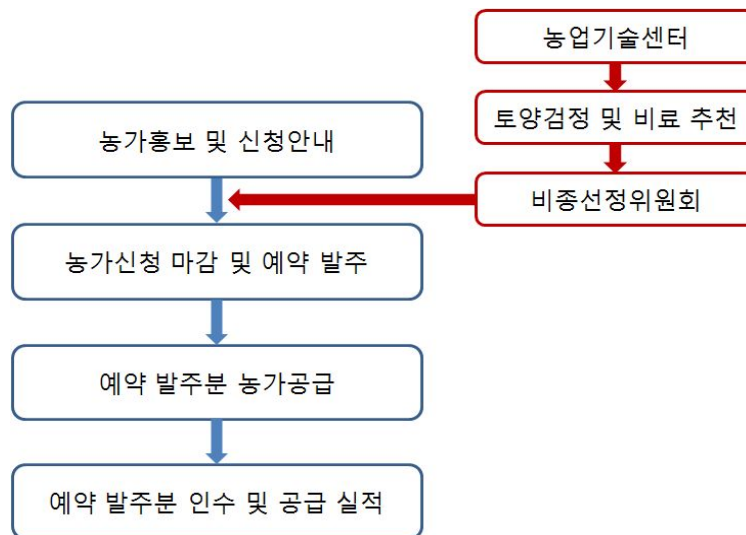 농업기술센터
토양검정 및 비료 추천
비종선정위원회
농가홍보 및 신청안내
농가신청 마감 및 예약 발주
예약 발주분 농가공급
예약 발주분 인수 및 공급 실적